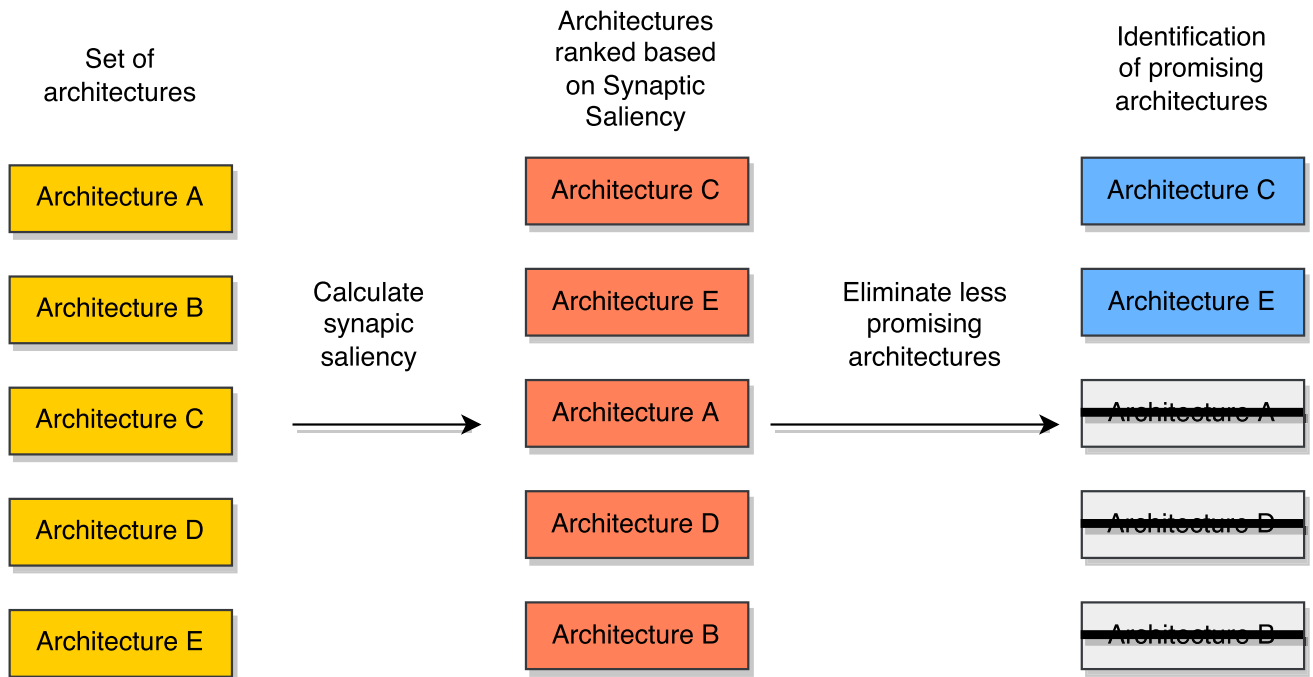 Set of
architectures
Architecture A
Architecture B
Architecture C
Architecture D
Architecture E
Calculate
synapic
saliency
Architectures
ranked based
on Synaptic
Saliency
Architecture C
Architecture E
Architecture A
Architecture D
Architecture B
Eliminate less
promising
architectures
Identification
of promising
architectures
Architecture C
Architecture E
Architecture A
Architecture D
Architecture B